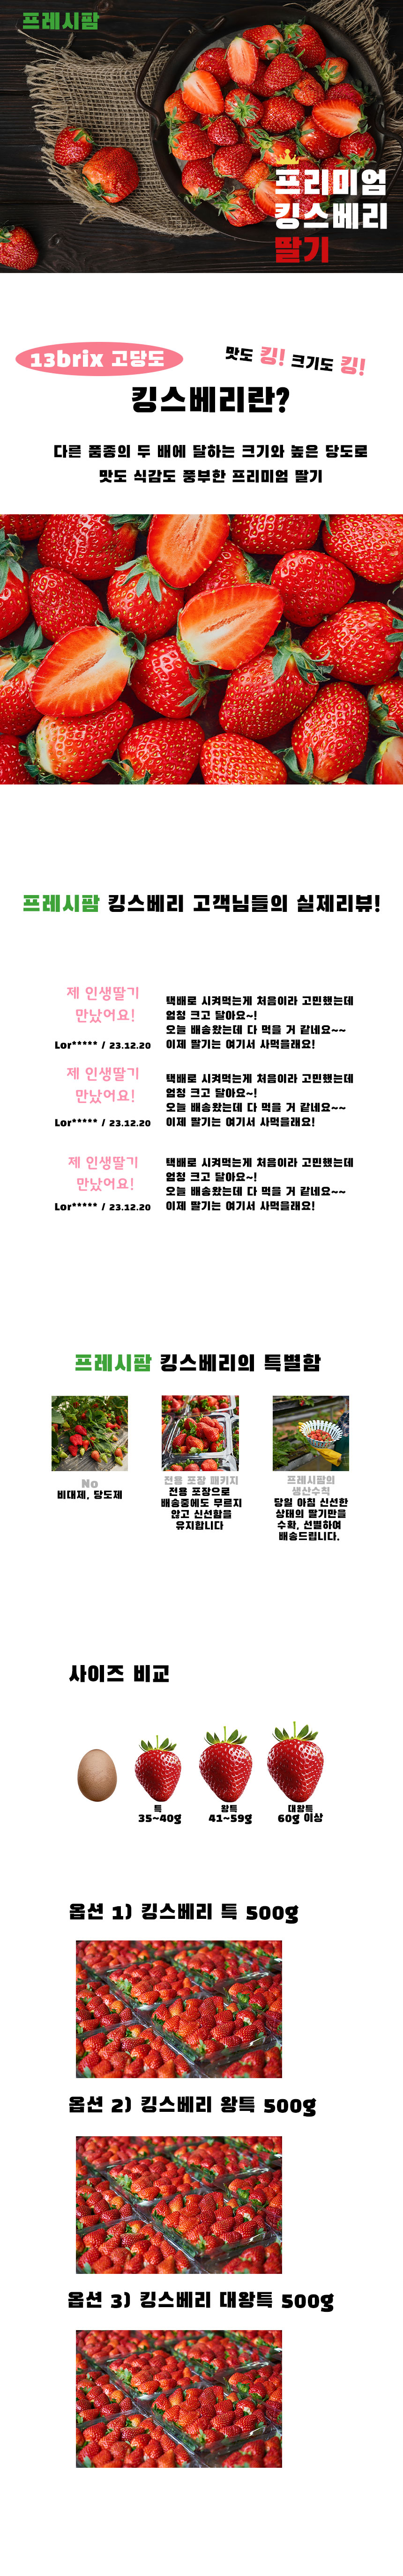 프레시팜
프리미엄
킹스베리
딸기
13brix 고당도
맛도 킹! 크기도 킹!
킹스베리란?
다른 품종의 두 배에 달하는 크기와 높은 당도로
맛도 식감도 풍부한 프리미엄 딸기
프레시팜 킹스베리 고객님들의 실제리뷰!
제 인생딸기
만났어요!
Lor***** / 23.12.20
택배로 시켜먹는게 처음이라 고민했는데
엄청 크고 달아요~!
오늘 배송왔는데 다 먹을 거 같네요~~
이제 딸기는 여기서 사먹을래요!
제 인생딸기
만났어요!
Lor***** / 23.12.20
택배로 시켜먹는게 처음이라 고민했는데
엄청 크고 달아요~!
오늘 배송왔는데 다 먹을 거 같네요~~
이제 딸기는 여기서 사먹을래요!
제 인생딸기
만났어요!
Lor***** / 23.12.20
택배로 시켜먹는게 처음이라 고민했는데
엄청 크고 달아요~!
오늘 배송왔는데 다 먹을 거 같네요~~
이제 딸기는 여기서 사먹을래요!
프레시팜 킹스베리의 특별함
No
비대제, 당도제
전용 포장 패키지
전용 포장으로
배송중에도 무르지
않고 신선함을
유지합니다
프레시팜의
생산수칙
당일 아침 신선한
상태의 딸기만을
수확, 선별하여
배송드립니다.
사이즈 비교
특
35~40g
왕특
41~59g
대왕특
60g 이상
옵션 1) 킹스베리 특 500g
옵션 2) 킹스베리 왕특 500g
옵션 3) 킹스베리 대왕특 500g